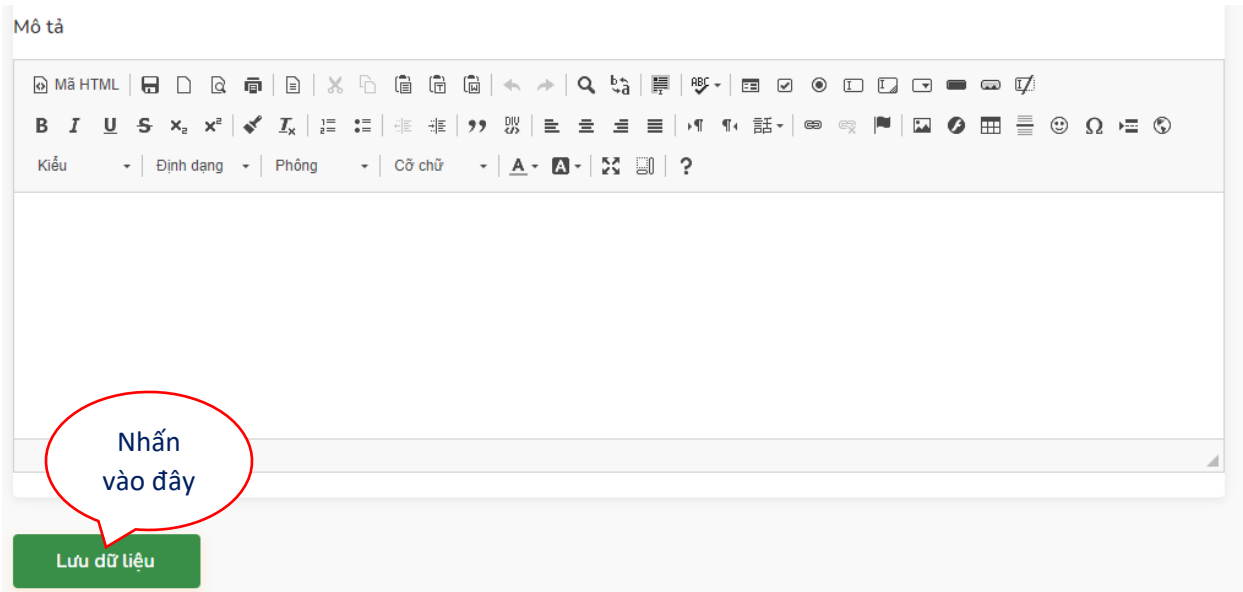 Mô tả
Mã HTML
Kiểu Định dạng Phông Cỡ chữ A A ?
Nhấn
vào đây
Lưu dữ liệu